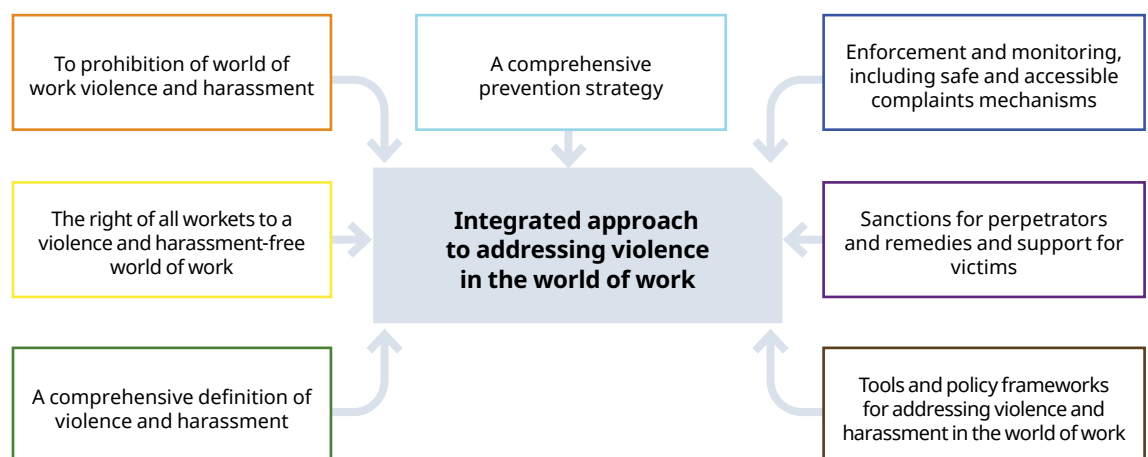 To prohibition of world of
work violence and harassment
A comprehensive
prevention strategy
Enforcement and monitoring,
including safe and accessible
complaints mechanisms
The right of all workets to a
violence and harassment-free
world of work
Integrated approach
to addressing violence
in the world of work
Sanctions for perpetrators
and remedies and support for
victims
A comprehensive definition of
violence and harassment
Tools and policy frameworks
for addressing violence and
harassment in the world of work